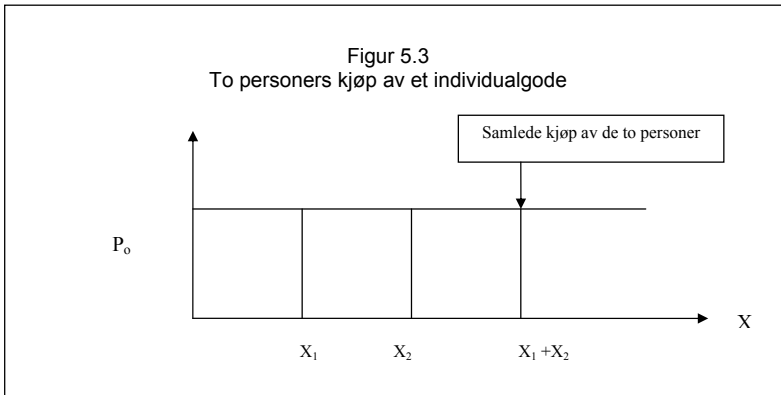 Figur 5.3
To personers kjøp av et individualgode
Samlede kjøp av de to personer
Po
X
X1
X2
X1 +X2